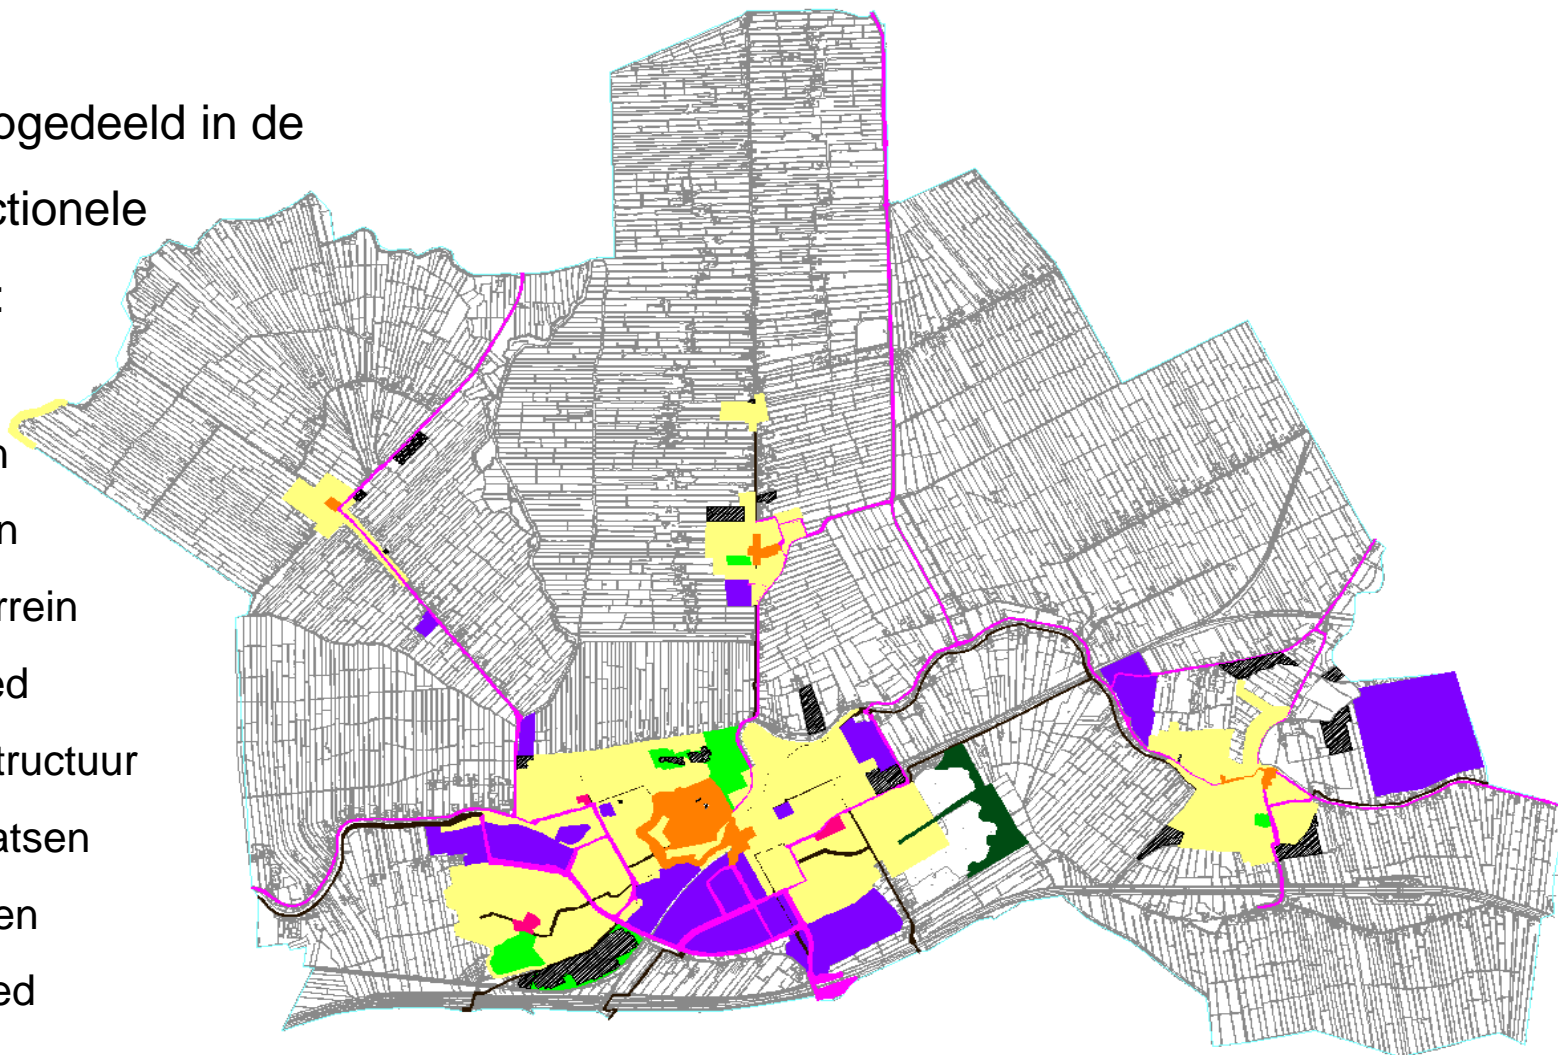 ogedeeld in de
ctionele
:
n
n
rrein
ed
tructuur
atsen
en
ed